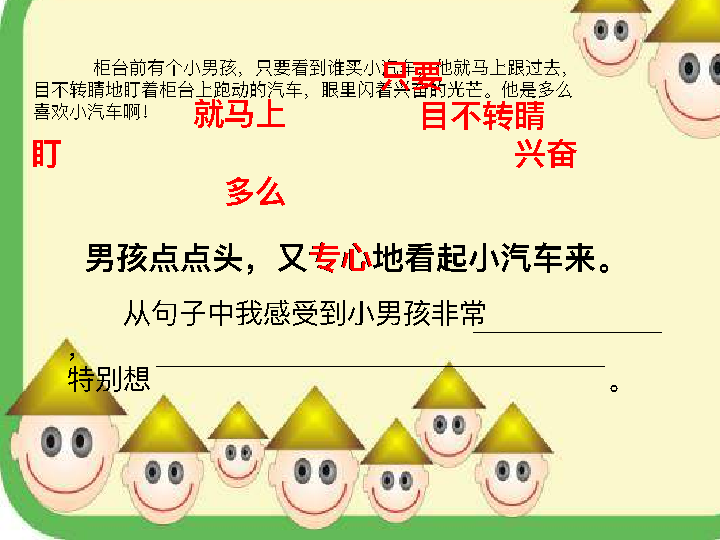 柜台前有个小男孩，只要看到谁买小汽车，他就马上跟过去，
目不转睛地盯着柜台上跑动的汽车，眼里闪着兴奋的光芒。他是多么
喜欢小汽车啊！
只要
就马上
目不转睛
盯
兴奋
多么
男孩点点头，又专心地看起小汽车来。
从句子中我感受到小男孩非常
，
特别想
。